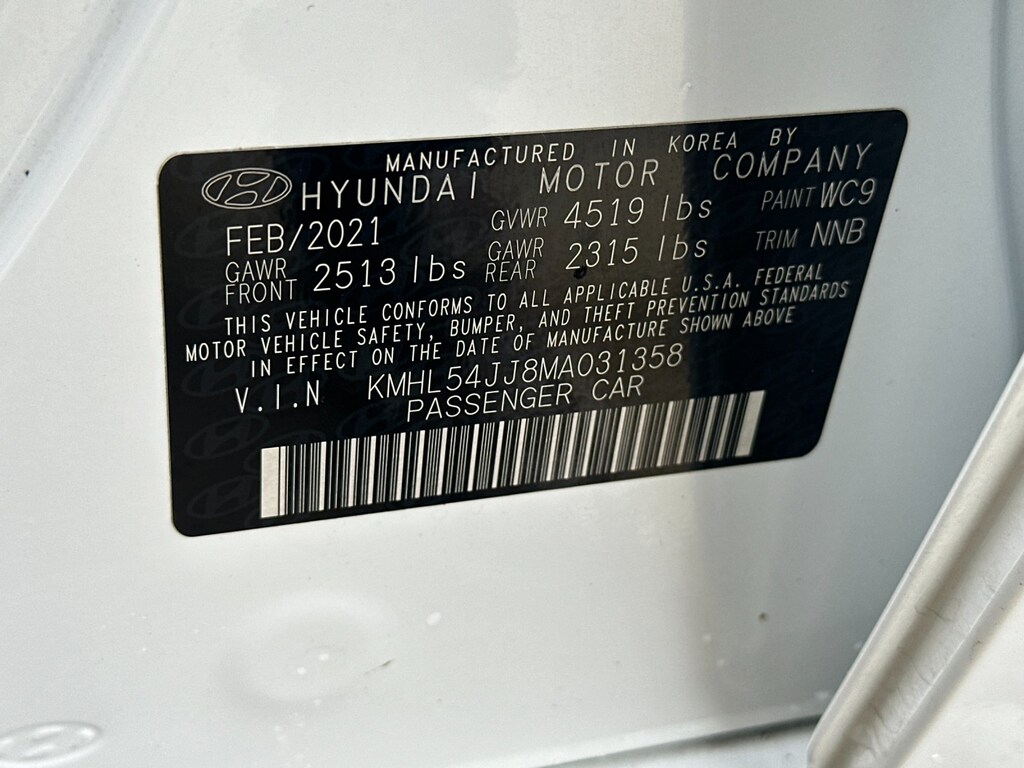 MANUFACTURED IN KOREA BY
HYUNDAI MOTOR COMPANY
FEB/2021 GVWR 4519 lbs PAINT WC9
GAWR FRONT 2513 lbs GAWR REAR 2315 lbs TRIM NNB
THIS VEHICLE CONFORMS TO ALL APPLICABLE U.S.A. FEDERAL
MOTOR VEHICLE SAFETY, BUMPER, AND THEFT PREVENTION STANDARDS
IN EFFECT ON THE DATE OF MANUFACTURE SHOWN ABOVE
V.I.N KMHL54JJ8MA031358
PASSENGER CAR